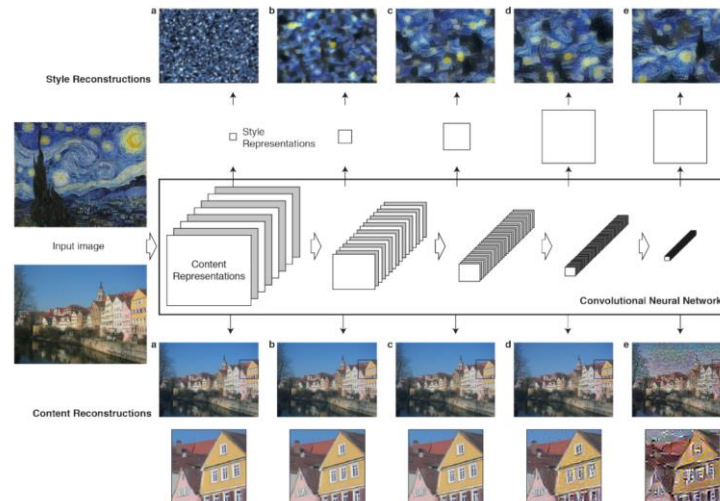 a b c d e
Style Reconstructions
Style
Representations
Input image
Content
Representations
Convolutional Neural Network
a b c d e
Content Reconstructions